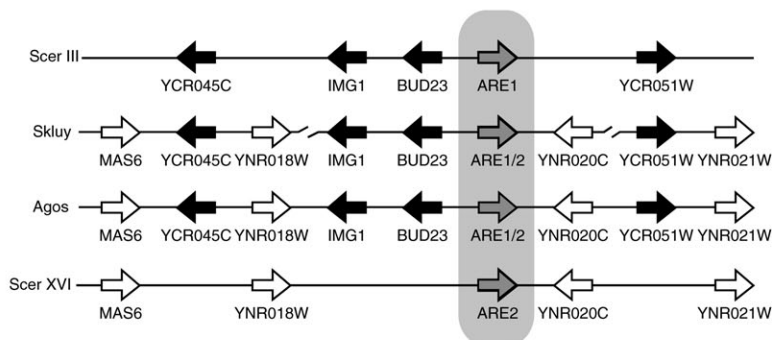 Scer III
YCR045C IMG1 BUD23 ARE1 YCR051W
Skluy
MAS6 YCR045C YNR018W IMG1 BUD23 ARE1/2 YNR020C YCR051W YNR021W
Agos
MAS6 YCR045C YNR018W IMG1 BUD23 ARE1/2 YNR020C YCR051W YNR021W
Scer XVI
MAS6 YNR018W ARE2 YNR020C YNR021W